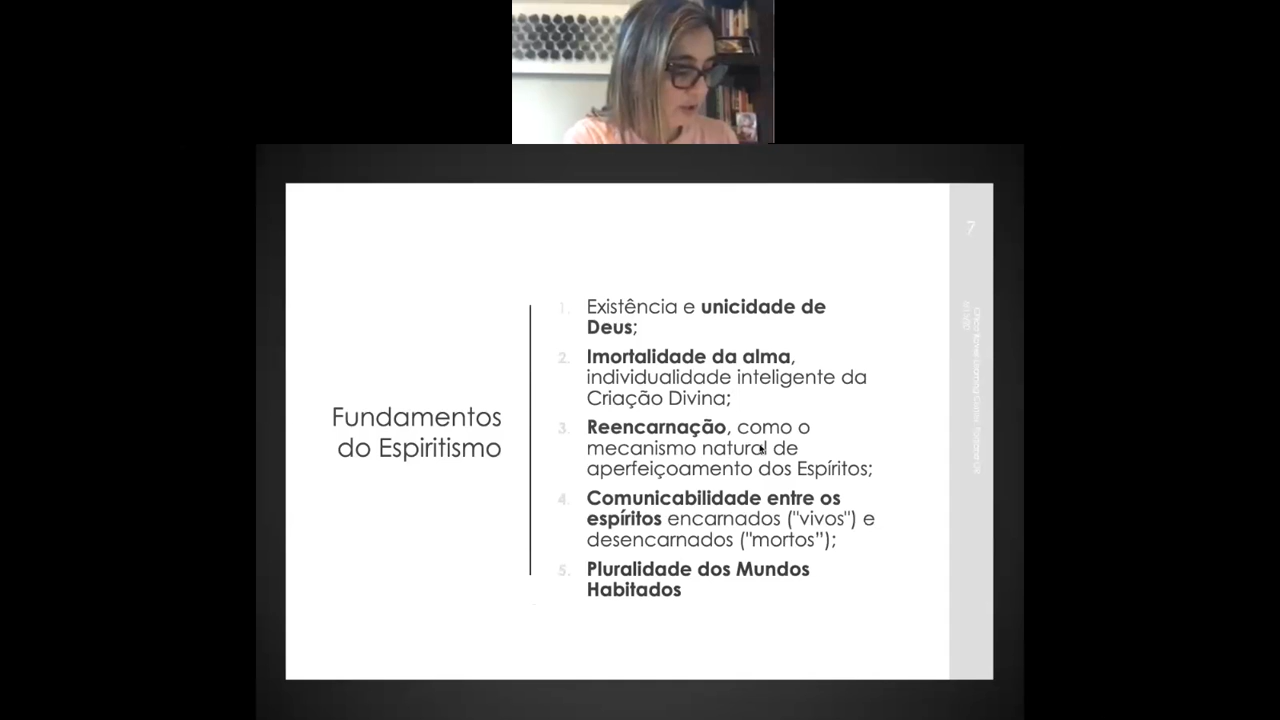 7
Existência e unicidade de
Deus;
2. Imortalidade da alma,
individualidade inteligente da
Criação Divina;
3. Reencarnação, como o
mecanismo natural de
aperfeiçoamento dos Espíritos;
4. Comunicabilidade entre os
espíritos encarnados ("vivos") e
desencarnados ("mortos”);
5. Pluralidade dos Mundos
Habitados
Fundamentos
do Espiritismo